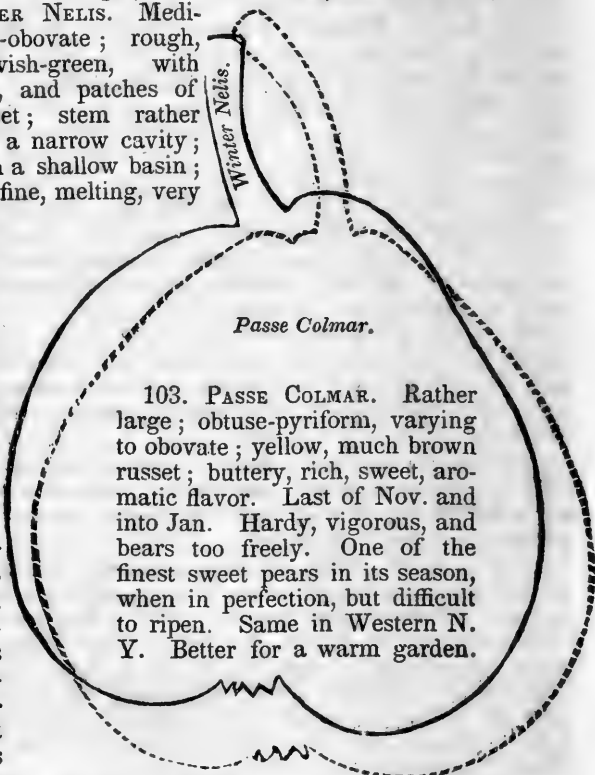 ER NELIS. Medi-
-obovate ; rough,
wish-green, with
, and patches of
et ; stem rather
a narrow cavity ;
a shallow basin ;
fine, melting, very
Winter Nelis.
Passe Colmar.
103. PASSE COLMAR. Rather
large ; obtuse-pyriform, varying
to obovate ; yellow, much brown
russet ; buttery, rich, sweet, aro-
matic flavor. Last of Nov. and
into Jan. Hardy, vigorous, and
bears too freely. One of the
finest sweet pears in its season,
when in perfection, but difficult
to ripen. Same in Western N.
Y. Better for a warm garden.